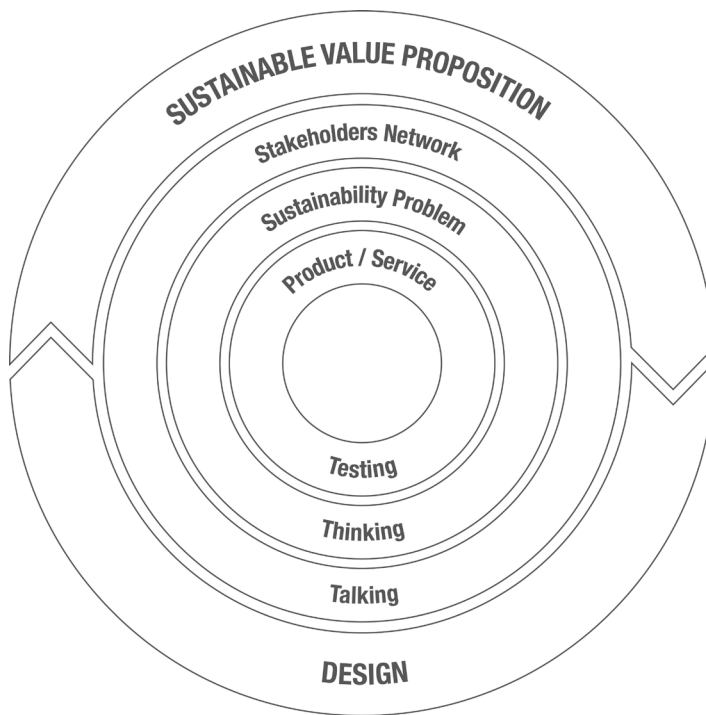 SUSTAINABLE VALUE PROPOSITION
Stakeholders Network
Sustainability Problem
Product / Service
Testing
Thinking
Talking
DESIGN